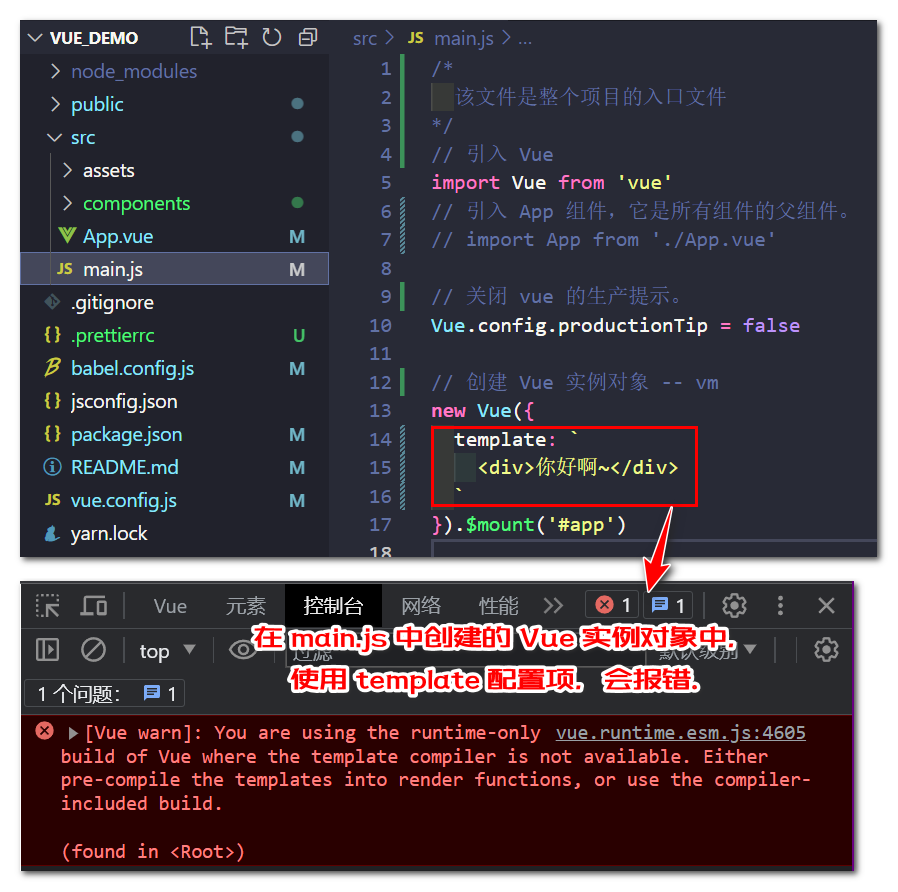 VUE_DEMO
node_modules
public
src
assets
components
App.vue M
JS main.js M
.gitignore
{} .prettierrc U
babel.config.js M
{} jsconfig.json
{} package.json M
README.md M
JS vue.config.js M
yarn.lock
src > JS main.js > ...
1 /*
2 该文件是整个项目的入口文件
3 */
4 // 引入 Vue
5 import Vue from 'vue'
6 // 引入 App 组件，它是所有组件的父组件。
7 // import App from './App.vue'
8
9 // 关闭 vue 的生产提示。
10 Vue.config.productionTip = false
11
12 // 创建 Vue 实例对象 -- vm
13 new Vue({
14 template: `
15 <div>你好啊~</div>
16 `
17 }).$mount('#app')
18
Vue 元素 控制台 网络 性能 1 1
在 main.js 中创建的 Vue 实例对象中.
top 过滤 默认级别
使用 template 配置项. 会报错.
1 个问题: 1
[Vue warn]: You are using the runtime-only vue.runtime.esm.js:4605
build of Vue where the template compiler is not available. Either
pre-compile the templates into render functions, or use the compiler-
included build.
(found in <Root>)